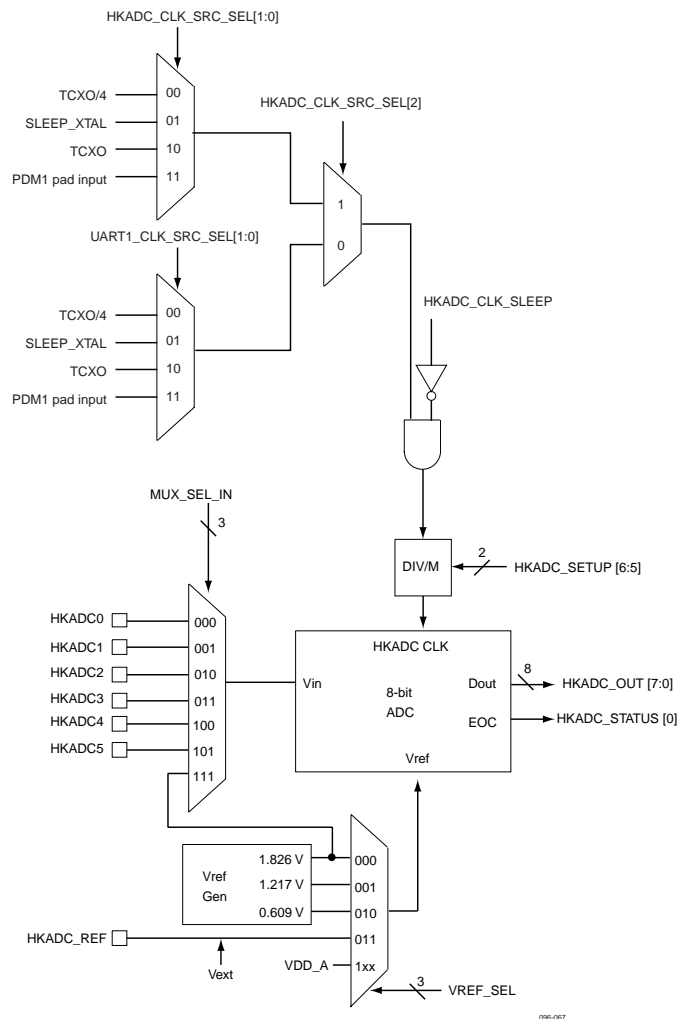 HKADC_CLK_SRC_SEL[1:0]
TCXO/4
00
SLEEP_XTAL
01
TCXO
10
PDM1 pad input
11
HKADC_CLK_SRC_SEL[2]
1
0
UART1_CLK_SRC_SEL[1:0]
TCXO/4
00
SLEEP_XTAL
01
TCXO
10
PDM1 pad input
11
HKADC_CLK_SLEEP
MUX_SEL_IN
3
DIV/M
2
HKADC_SETUP [6:5]
HKADC0
000
HKADC1
001
HKADC2
010
HKADC3
011
HKADC4
100
HKADC5
101
111
HKADC CLK
Vin
8-bit
ADC
Dout
8
HKADC_OUT [7:0]
EOC
HKADC_STATUS [0]
Vref
Vref
Gen
1.826 V
000
1.217 V
001
0.609 V
010
HKADC_REF
011
Vext
VDD_A
1xx
3
VREF_SEL
096-067